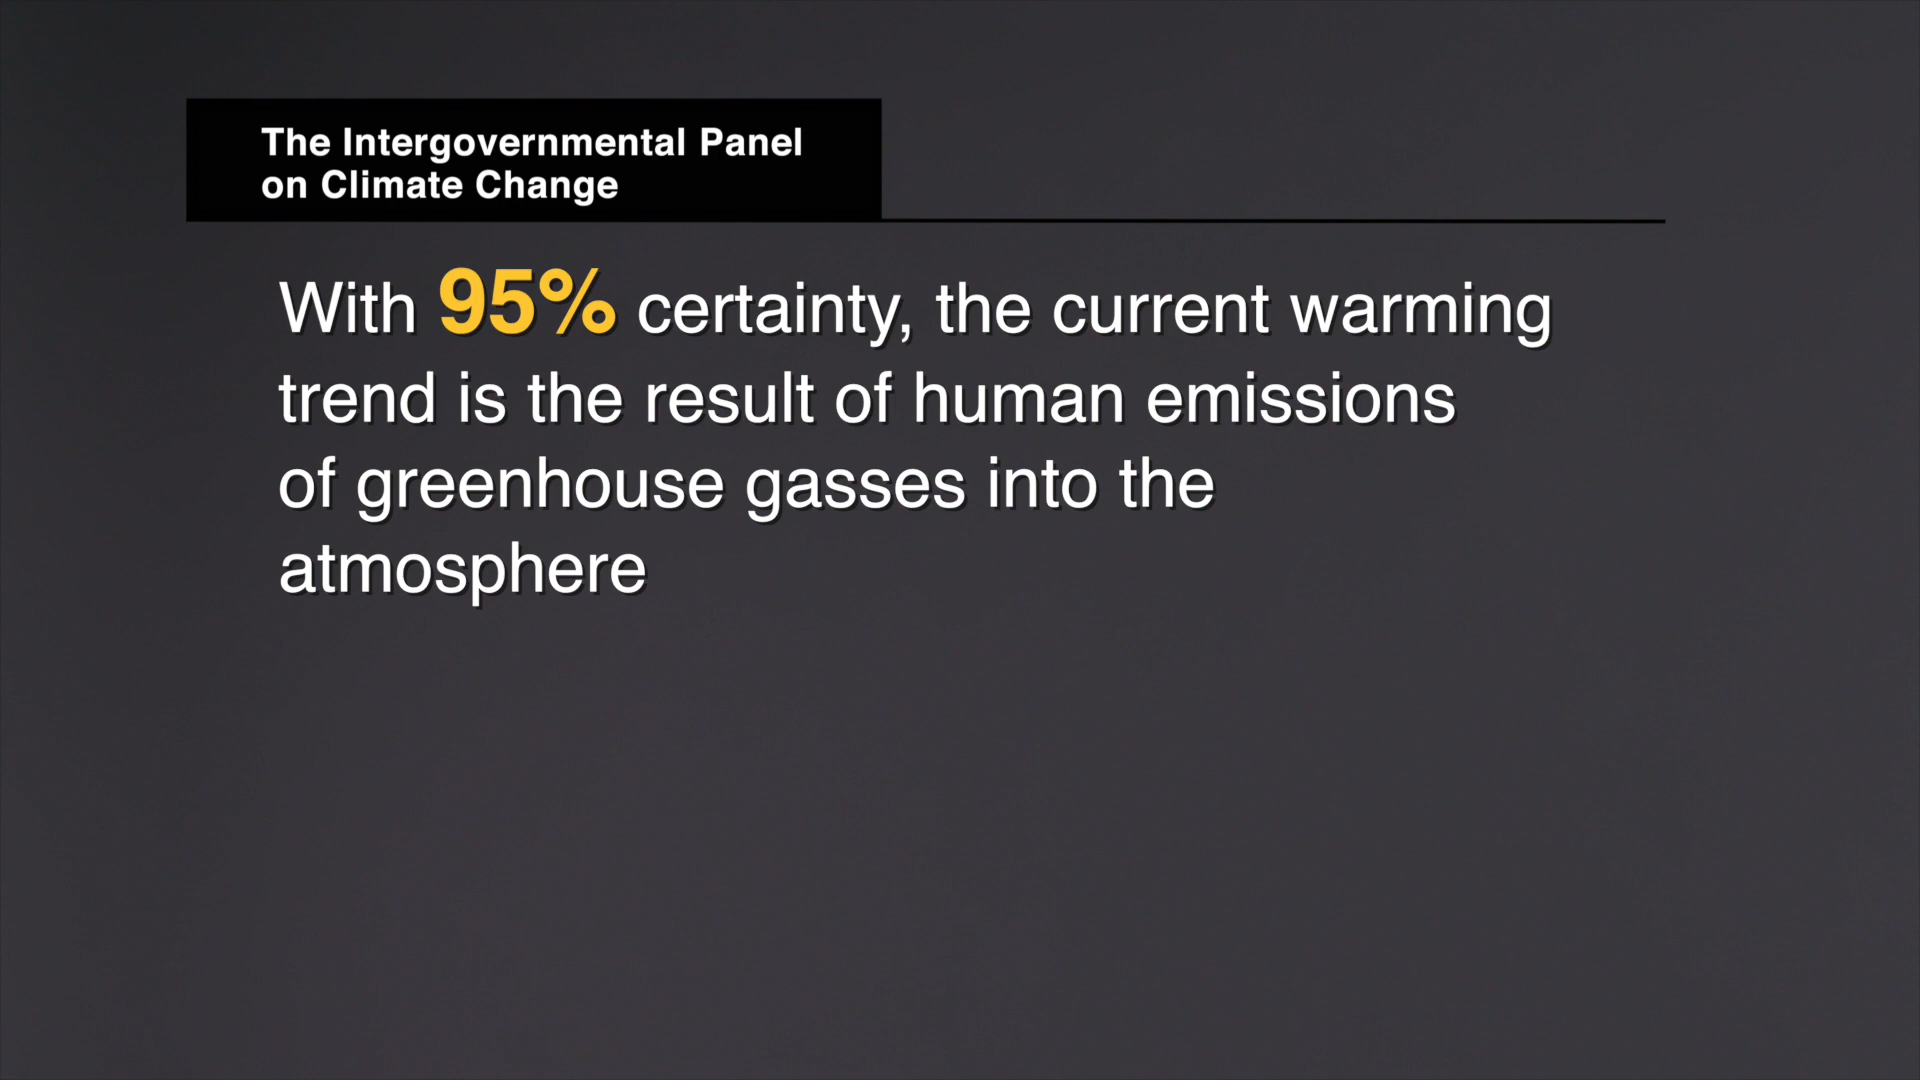 The Intergovernmental Panel
on Climate Change
With 95% certainty, the current warming
trend is the result of human emissions
of greenhouse gasses into the
atmosphere